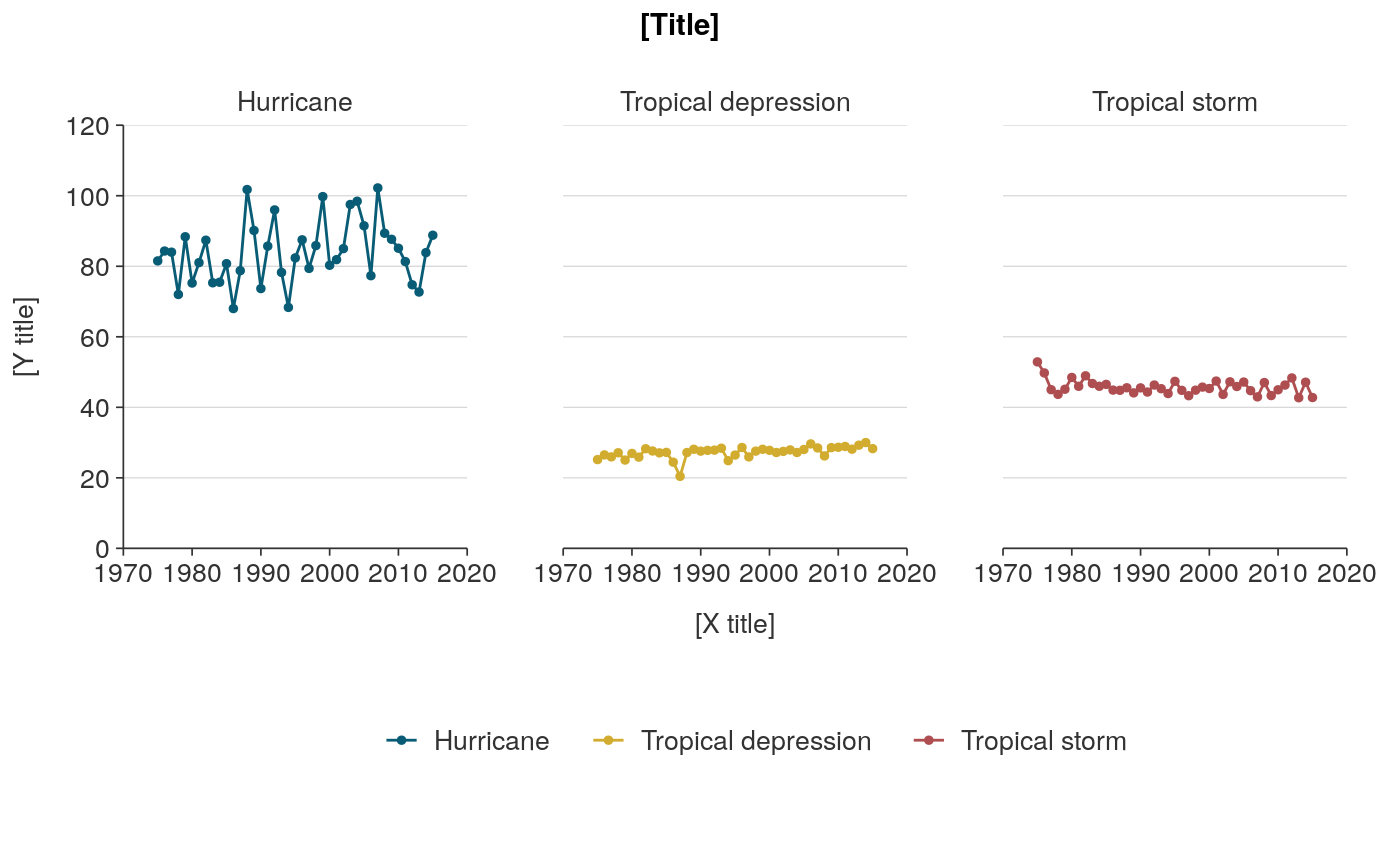 [Title]
Hurricane Tropical depression Tropical storm
120
100
80
60
40
20
0
[Y title]
1970 1980 1990 2000 2010 2020 1970 1980 1990 2000 2010 2020 1970 1980 1990 2000 2010 2020
[X title]
Hurricane Tropical depression Tropical storm